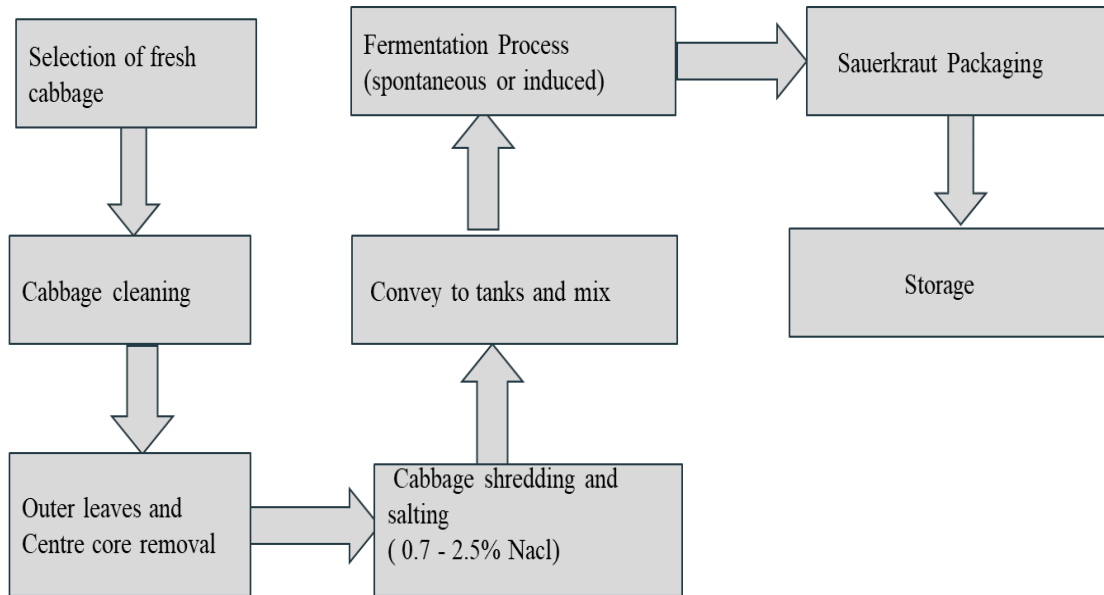 Selection of fresh
cabbage
Cabbage cleaning
Outer leaves and
Centre core removal
Cabbage shredding and
salting
( 0.7 - 2.5% Nacl)
Convey to tanks and mix
Fermentation Process
(spontaneous or induced)
Sauerkraut Packaging
Storage